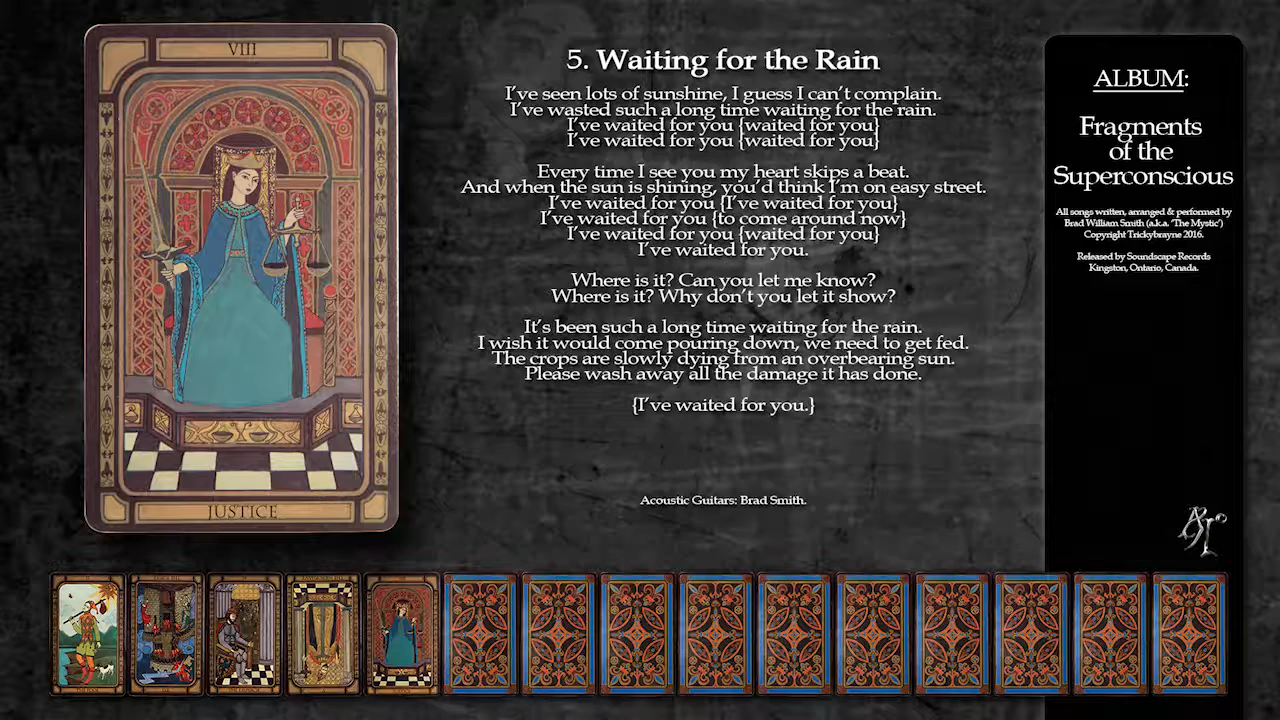 VIII
JUSTICE
5. Waiting for the Rain
I've seen lots of sunshine, I guess I can't complain.
I've wasted such a long time waiting for the rain.
I've waited for you {waited for you}
I've waited for you {waited for you}
Every time I see you my heart skips a beat.
And when the sun is shining, you'd think I'm on easy street.
I've waited for you {I've waited for you}
I've waited for you {to come around now}
I've waited for you {waited for you}
I've waited for you.
Where is it? Can you let me know?
Where is it? Why don't you let it show?
It's been such a long time waiting for the rain.
I wish it would come pouring down, we need to get fed.
The crops are slowly dying from an overbearing sun.
Please wash away all the damage it has done.
{I've waited for you.}
Acoustic Guitars: Brad Smith.
ALBUM:
Fragments
of the
Superconscious
All songs written, arranged & performed by
Brad William Smith (a.k.a. 'The Mystic')
Copyright Trickybrayne 2016.
Released by Soundscape Records
Kingston, Ontario, Canada.